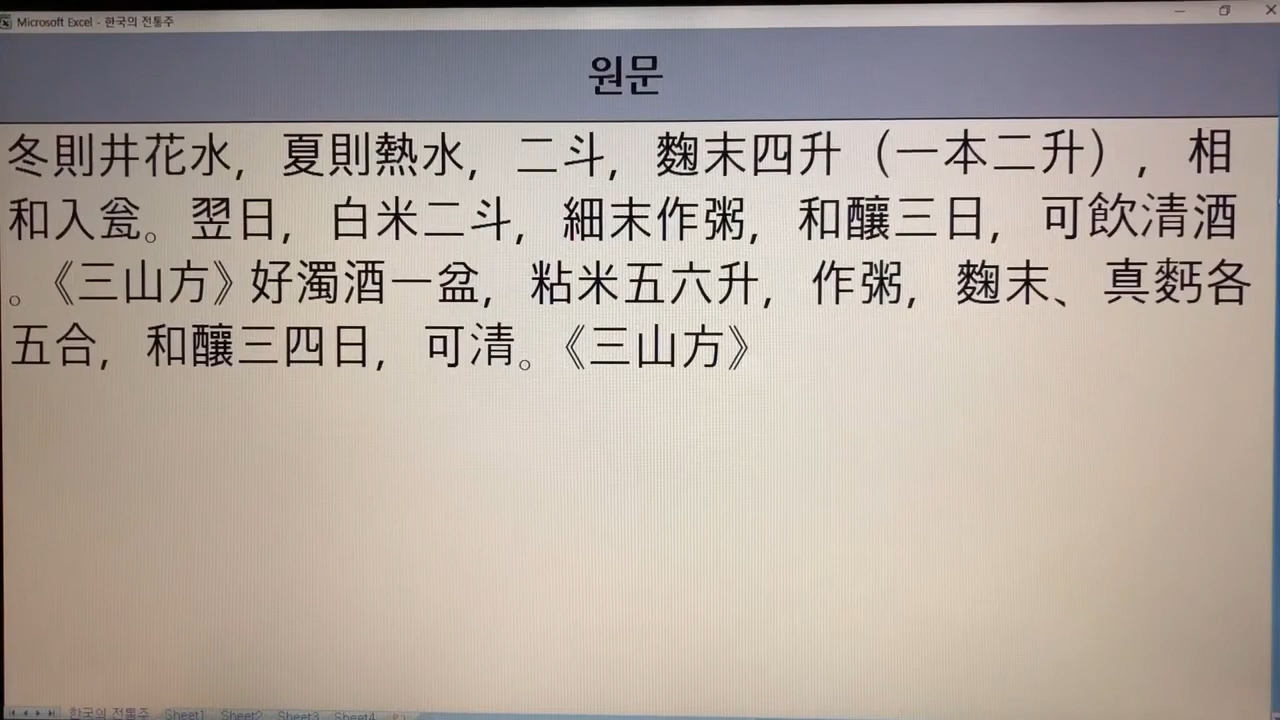 Microsoft Excel - 한국의 전통주
원문
冬則井花水, 夏則熱水, 二斗, 麴末四升（一本二升）, 相
和入瓮。翌日, 白米二斗, 細末作粥, 和釀三日, 可飮清酒
。《三山方》好濁酒一盆, 粘米五六升, 作粥, 麴末、真麪各
五合, 和釀三四日, 可清。《三山方》
한국의 전통주 Sheet1 Sheet2 Sheet3 Sheet4